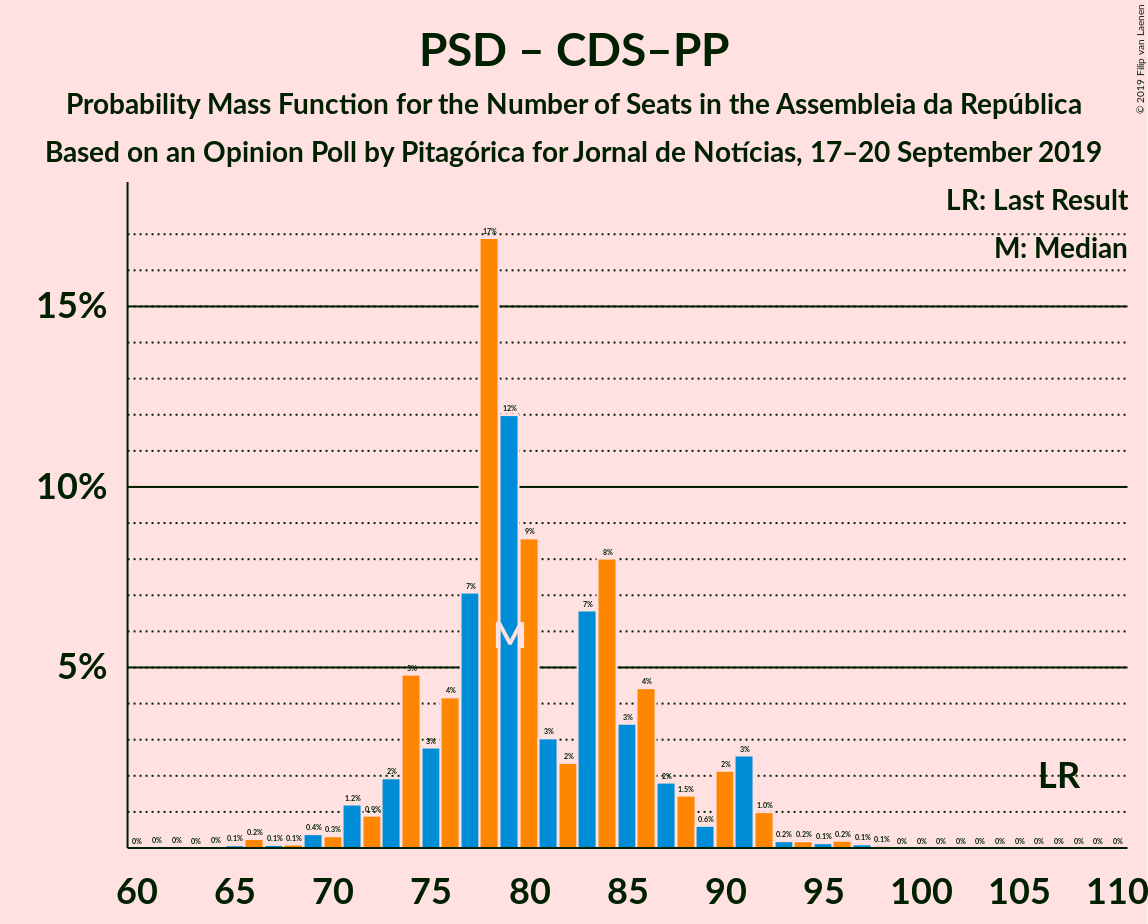 PSD – CDS–PP
Probability Mass Function for the Number of Seats in the Assembleia da República
Based on an Opinion Poll by Pitagórica for Jornal de Notícias, 17–20 September 2019
© 2019 Filip van Laenen
LR: Last Result
M: Median
17%
15%
12%
10%
9%
8%
7%
7%
M
5%
5%
4%
4%
3%
3%
2%
3%
2%
3%
2%
2%
1.5%
1.2%
0.9%
1.0%
0.6%
LR
0% 0% 0% 0% 0% 0.1% 0.2% 0.1% 0.1% 0.4% 0.3% 0.2% 0.2% 0.1% 0.2% 0.1% 0.1% 0% 0% 0% 0% 0% 0% 0% 0% 0% 0% 0% 0%
60 65 70 75 80 85 90 95 100 105 110